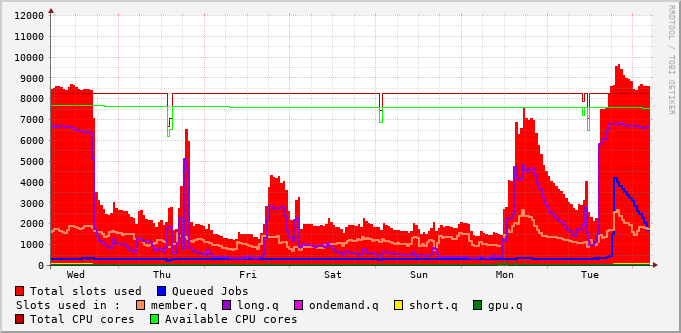 12000
11000
10000
9000
8000
7000
6000
5000
4000
3000
2000
1000
0
Wed Thu Fri Sat Sun Mon Tue
Total slots used Queued Jobs
Slots used in : member.q long.q ondemand.q short.q gpu.q
Total CPU cores Available CPU cores
RRDTOOL / TOBI OETIKER